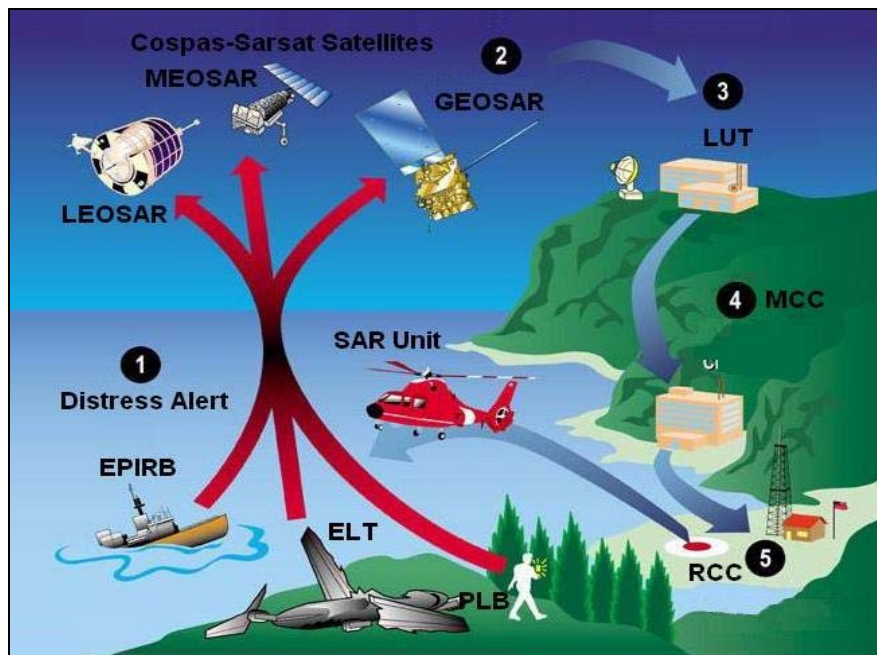 Cospas-Sarsat Satellites
MEOSAR
2
GEOSAR
3
LUT
LEOSAR
4 MCC
SAR Unit
1
Distress Alert
EPIRB
ELT
PLB
RCC 5